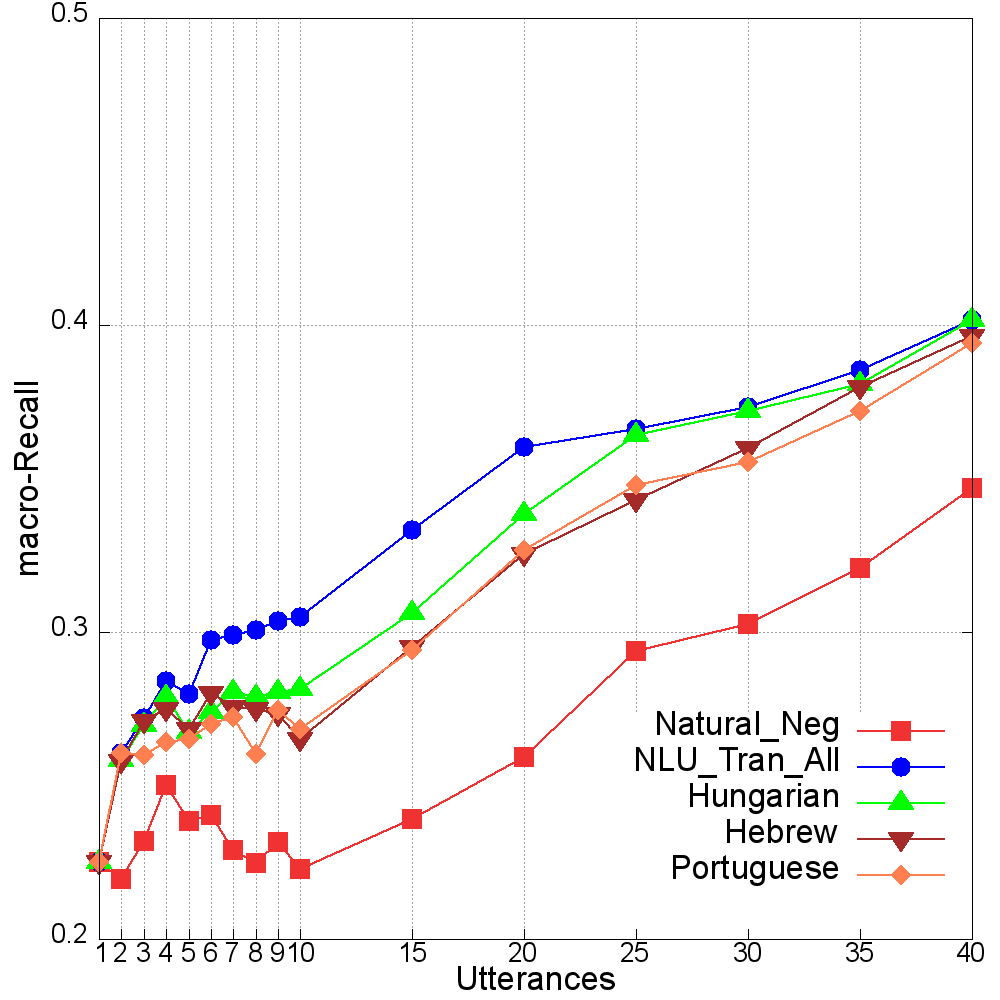 0.5
0.4
0.3
0.2
macro-Recall
1 2 3 4 5 6 7 8 9 10 15 20 25 30 35 40
Utterances
Natural_Neg
NLU_Tran_All
Hungarian
Hebrew
Portuguese